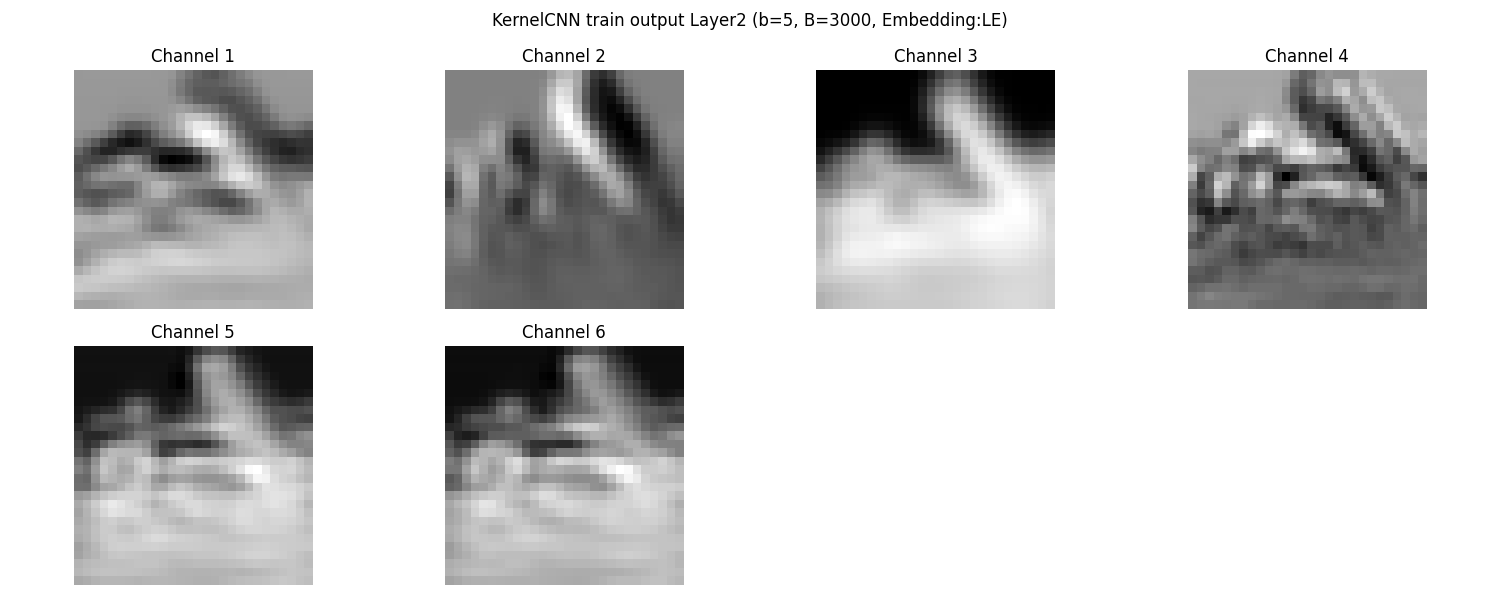 KernelCNN train output Layer2 (b=5, B=3000, Embedding:LE)
Channel 1
Channel 2
Channel 3
Channel 4
Channel 5
Channel 6